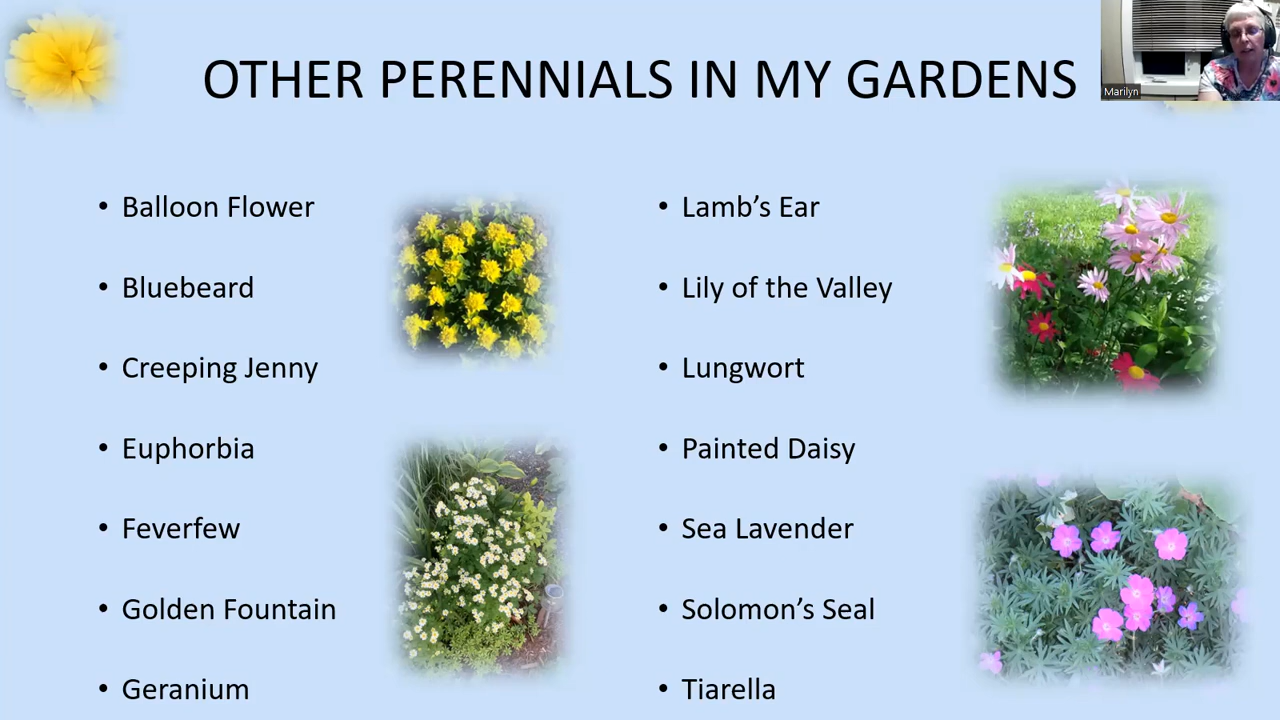 OTHER PERENNIALS IN MY GARDENS
Marilyn
• Balloon Flower
• Bluebeard
• Creeping Jenny
• Euphorbia
• Feverfew
• Golden Fountain
• Geranium
• Lamb’s Ear
• Lily of the Valley
• Lungwort
• Painted Daisy
• Sea Lavender
• Solomon’s Seal
• Tiarella